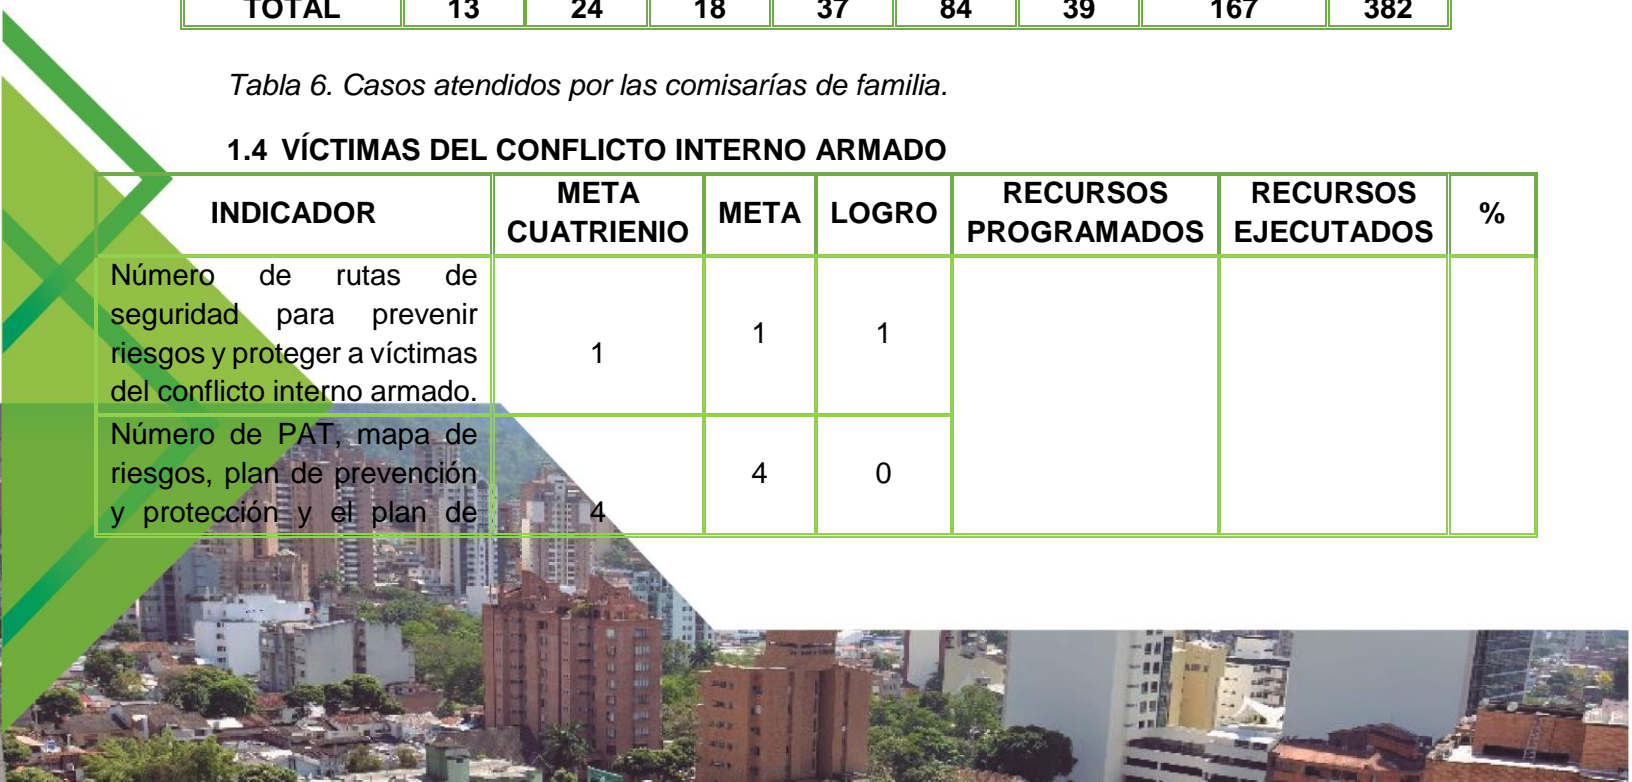 TOTAL 13 24 18 37 84 39 167 382
Tabla 6. Casos atendidos por las comisarías de familia.
1.4 VÍCTIMAS DEL CONFLICTO INTERNO ARMADO
INDICADOR META CUATRIENIO META LOGRO RECURSOS PROGRAMADOS RECURSOS EJECUTADOS %
Número de rutas de
seguridad para prevenir
riesgos y proteger a víctimas
del conflicto interno armado.
1 1 1
Número de PAT, mapa de
riesgos, plan de prevención
y protección y el plan de
4 4 0